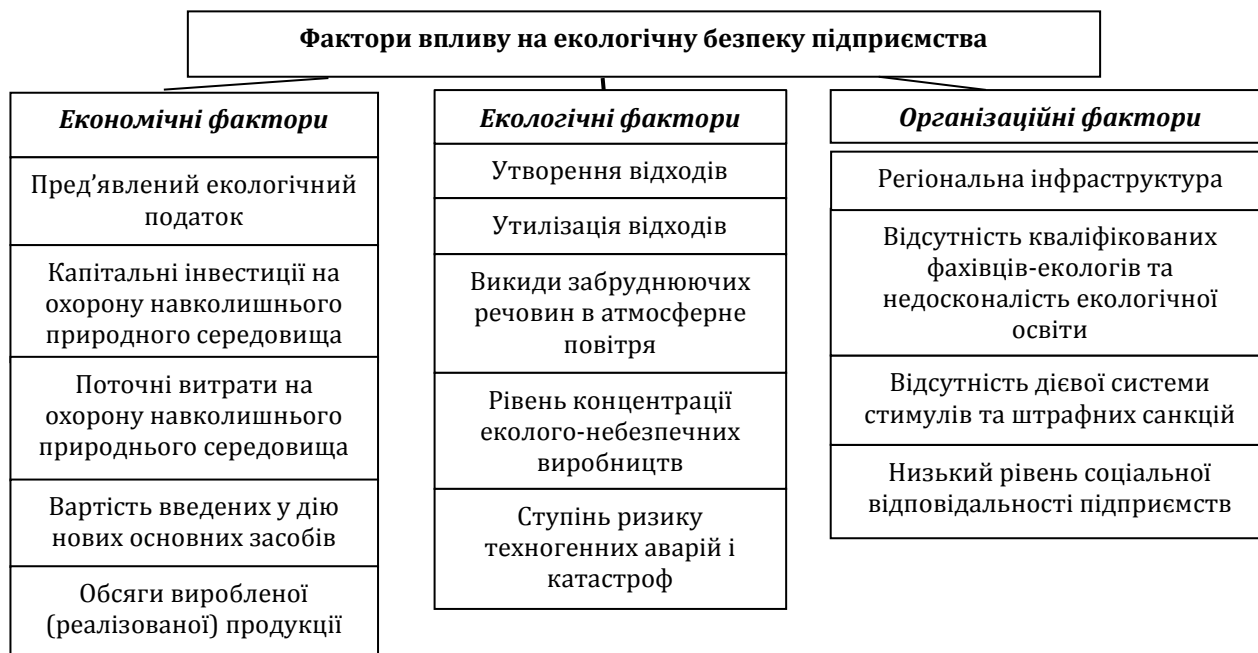 Фактори впливу на екологічну безпеку підприємства
Економічні фактори
Пред’явлений екологічний
податок
Капітальні інвестиції на
охорону навколишнього
природного середовища
Поточні витрати на
охорону навколишнього
природнього середовища
Вартість введених у дію
нових основних засобів
Обсяги виробленої
(реалізованої) продукції
Екологічні фактори
Утворення відходів
Утилізація відходів
Викиди забруднюючих
речовин в атмосферне
повітря
Рівень концентрації
еколого-небезпечних
виробництв
Ступінь ризику
техногенних аварій і
катастроф
Організаційні фактори
Регіональна інфраструктура
Відсутність кваліфікованих
фахівців-екологів та
недосконалість екологічної
освіти
Відсутність дієвої системи
стимулів та штрафних санкцій
Низький рівень соціальної
відповідальності підприємств